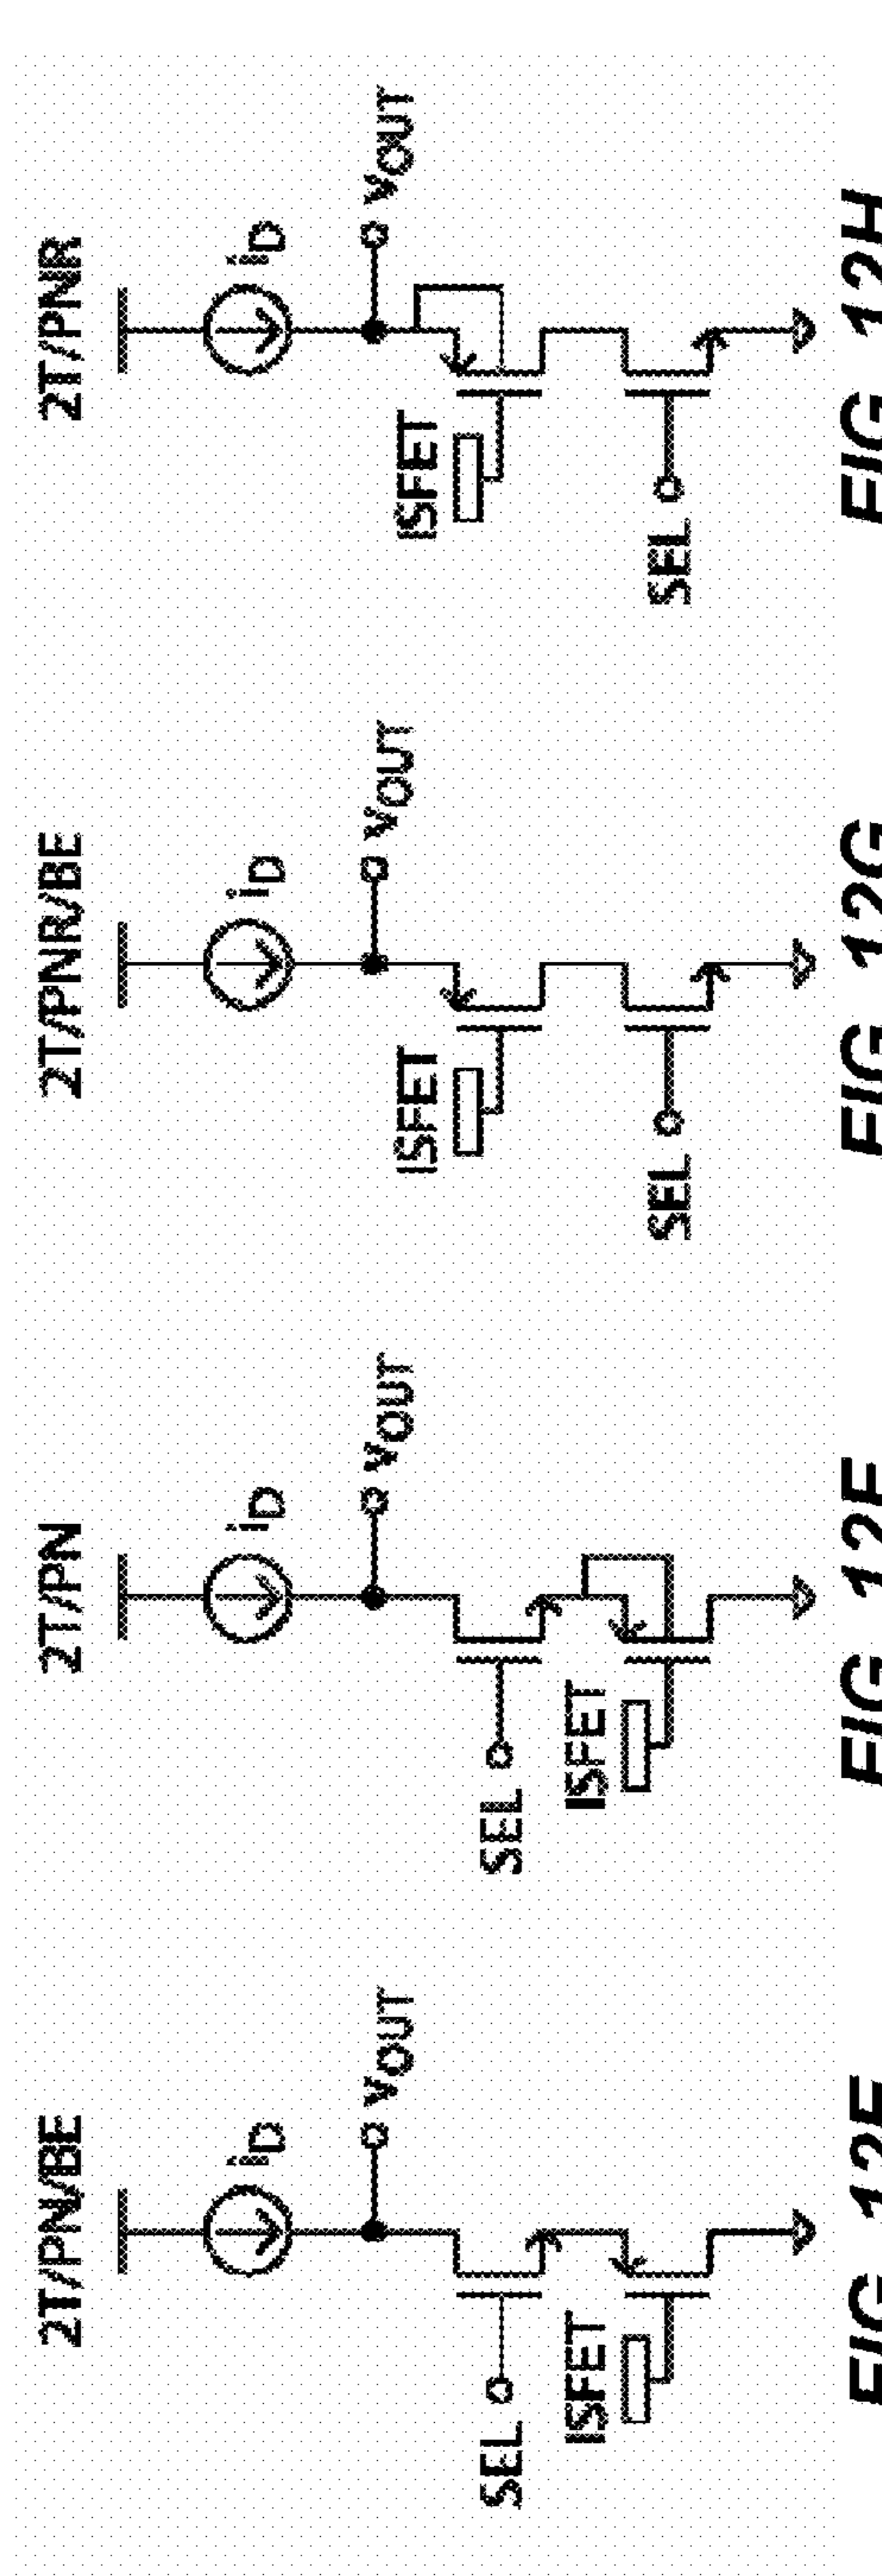 2T/PN/BE
iD
VOUT
SEL
ISFET
FIG. 12E
2T/PN
iD
VOUT
SEL
ISFET
FIG. 12F
2T/PNR/BE
iD
VOUT
ISFET
SEL
FIG. 12G
2T/PNR
iD
VOUT
ISFET
SEL
FIG. 12H